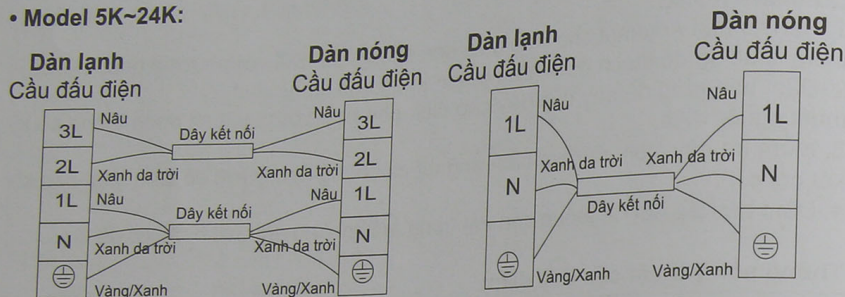 • Model 5K~24K:
Dàn lạnh
Cầu đấu điện
Dàn nóng
Cầu đấu điện
3L
Nâu
Dây kết nối
Nâu
3L
2L
Xanh da trời
Xanh da trời
2L
1L
Nâu
Dây kết nối
Nâu
1L
N
Xanh da trời
Xanh da trời
N
Vàng/Xanh
Vàng/Xanh
Dàn lạnh
Cầu đấu điện
Dàn nóng
Cầu đấu điện
1L
Nâu
Nâu
1L
N
Xanh da trời
Xanh da trời
N
Dây kết nối
Vàng/Xanh
Vàng/Xanh